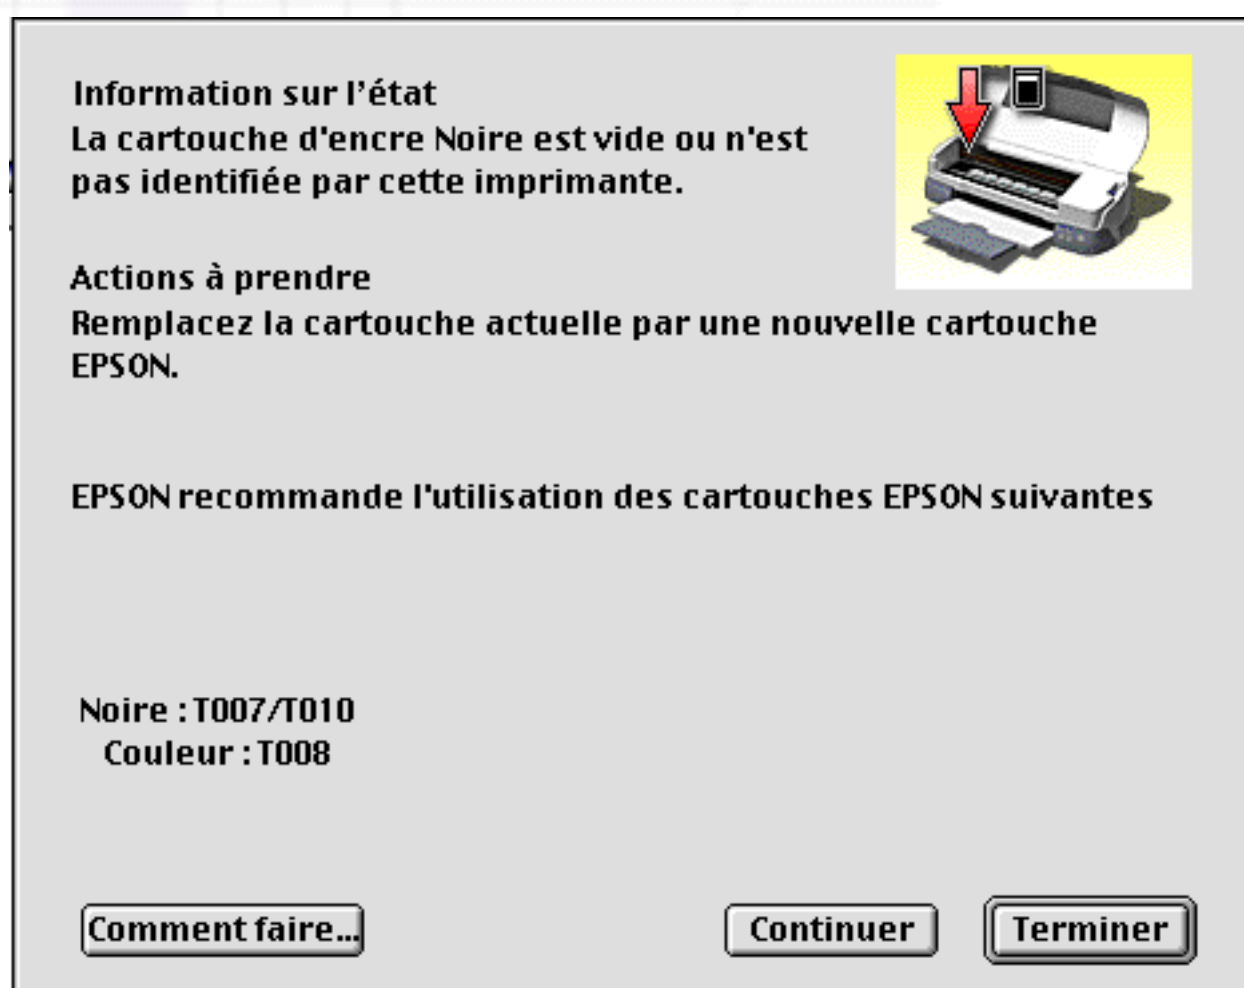 Information sur l’état
La cartouche d'encre Noire est vide ou n'est
pas identifiée par cette imprimante.
Actions à prendre
Remplacez la cartouche actuelle par une nouvelle cartouche
EPSON.
EPSON recommande l'utilisation des cartouches EPSON suivantes
Noire : T007/T010
Couleur : T008
Comment faire...
Continuer
Terminer